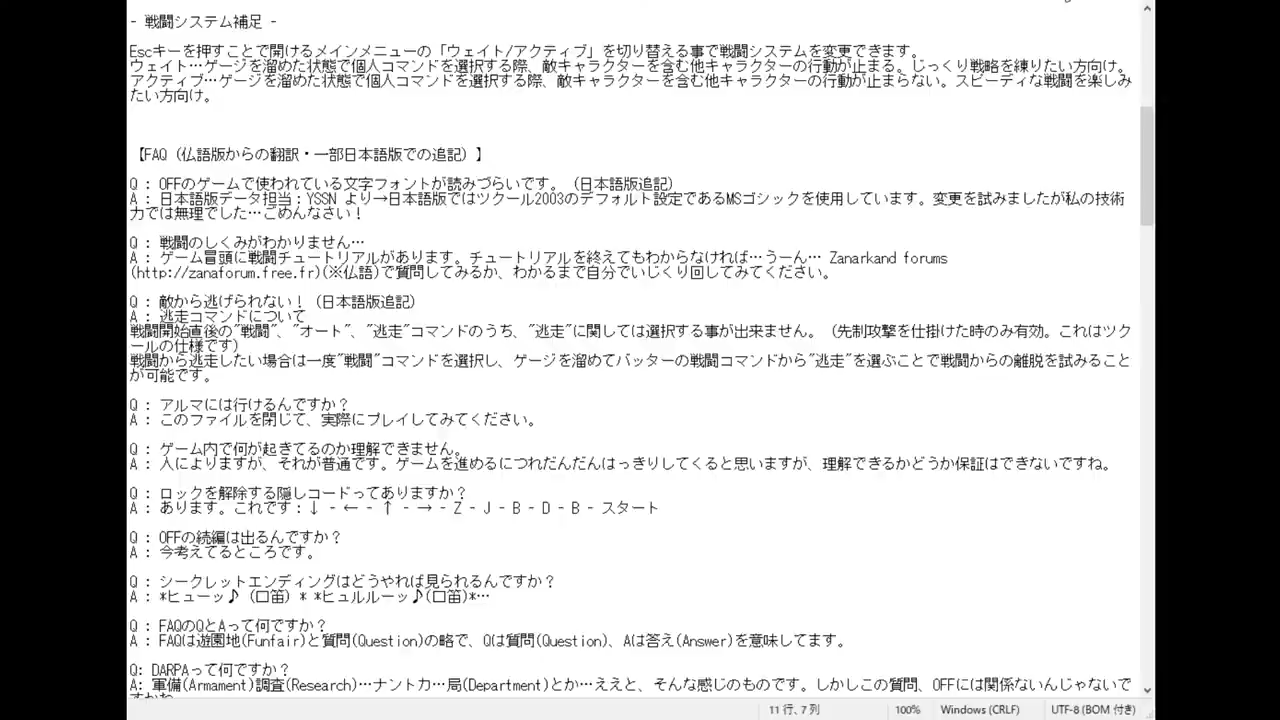 - 戦闘システム補足 -
Escキーを押すことで開けるメインメニューの「ウェイト/アクティブ」を切り替える事で戦闘システムを変更できます。
ウェイト…ゲージを溜めた状態で個人コマンドを選択する際、敵キャラクターを含む他キャラクターの行動が止まる。じっくり戦略を練りたい方向け。
アクティブ…ゲージを溜めた状態で個人コマンドを選択する際、敵キャラクターを含む他キャラクターの行動が止まらない。スピーディな戦闘を楽しみ
たい方向け。
【FAQ（仏語版からの翻訳・一部日本語版での追記）】
Q : OFFのゲームで使われている文字フォントが読みづらいです。（日本語版追記）
A : 日本語版データ担当：YSSN より→日本語版ではツクール2003のデフォルト設定であるMSゴシックを使用しています。変更を試みましたが私の技術
力では無理でした…ごめんなさい！
Q : 戦闘のしくみがわかりません…
A : ゲーム冒頭に戦闘チュートリアルがあります。チュートリアルを終えてもわからなければ…うーん… Zanarkand forums
(http://zanaforum.free.fr)(※仏語)で質問してみるか、わかるまで自分でいじくり回してみてください。
Q : 敵から逃げられない！（日本語版追記）
A : 逃走コマンドについて
戦闘開始直後の"戦闘"、"オート"、"逃走"コマンドのうち、"逃走"に関しては選択する事が出来ません。（先制攻撃を仕掛けた時のみ有効。これはツク
ールの仕様です）
戦闘から逃走したい場合は一度"戦闘"コマンドを選択し、ゲージを溜めてバッターの戦闘コマンドから"逃走"を選ぶことで戦闘からの離脱を試みること
が可能です。
Q : アルマには行けるんですか？
A : このファイルを閉じて、実際にプレイしてみてください。
Q : ゲーム内で何が起きてるのか理解できません。
A : 人によりますが、それが普通です。ゲームを進めるにつれだんだんはっきりしてくると思いますが、理解できるかどうか保証はできないですね。
Q : ロックを解除する隠しコードってありますか？
A : あります。これです：↓ - ← - ↑ - → - Z - J - B - D - B - スタート
Q : OFFの続編は出るんですか？
A : 今考えてるところです。
Q : シークレットエンディングはどうやれば見られるんですか？
A : *ヒューッ♪ (口笛) * *ヒュルルーッ♪(口笛)*…
Q : FAQのQとAって何ですか？
A : FAQは遊園地(Funfair)と質問(Question)の略で、Qは質問(Question)、Aは答え(Answer)を意味してます。
Q: DARPAって何ですか？
A: 軍備(Armament)調査(Research)…ナントカ…局(Department)とか…ええと、そんな感じのものです。しかしこの質問、OFFには関係ないんじゃないで
すかね
11 行、7 列
100%
Windows (CRLF)
UTF-8 (BOM 付き)